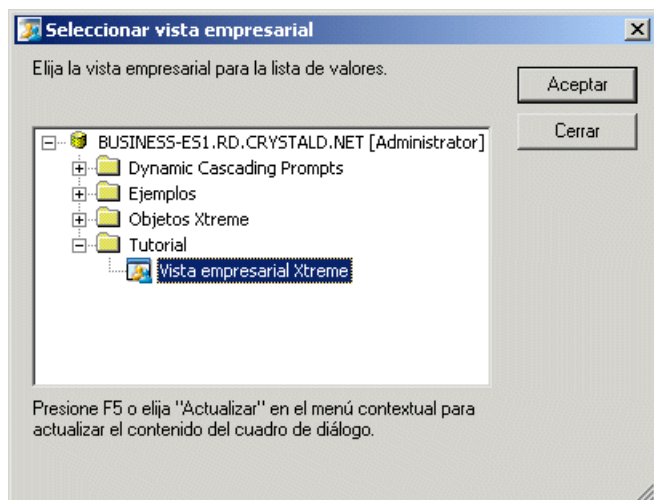 Seleccionar vista empresarial
Elija la vista empresarial para la lista de valores.
Aceptar
Cerrar
BUSINESS-ES1.RD.CRYSTALD.NET [Administrator]
Dynamic Cascading Prompts
Ejemplos
Objetos Xtreme
Tutorial
Vista empresarial Xtreme
Presione F5 o elija "Actualizar" en el menú contextual para
actualizar el contenido del cuadro de diálogo.